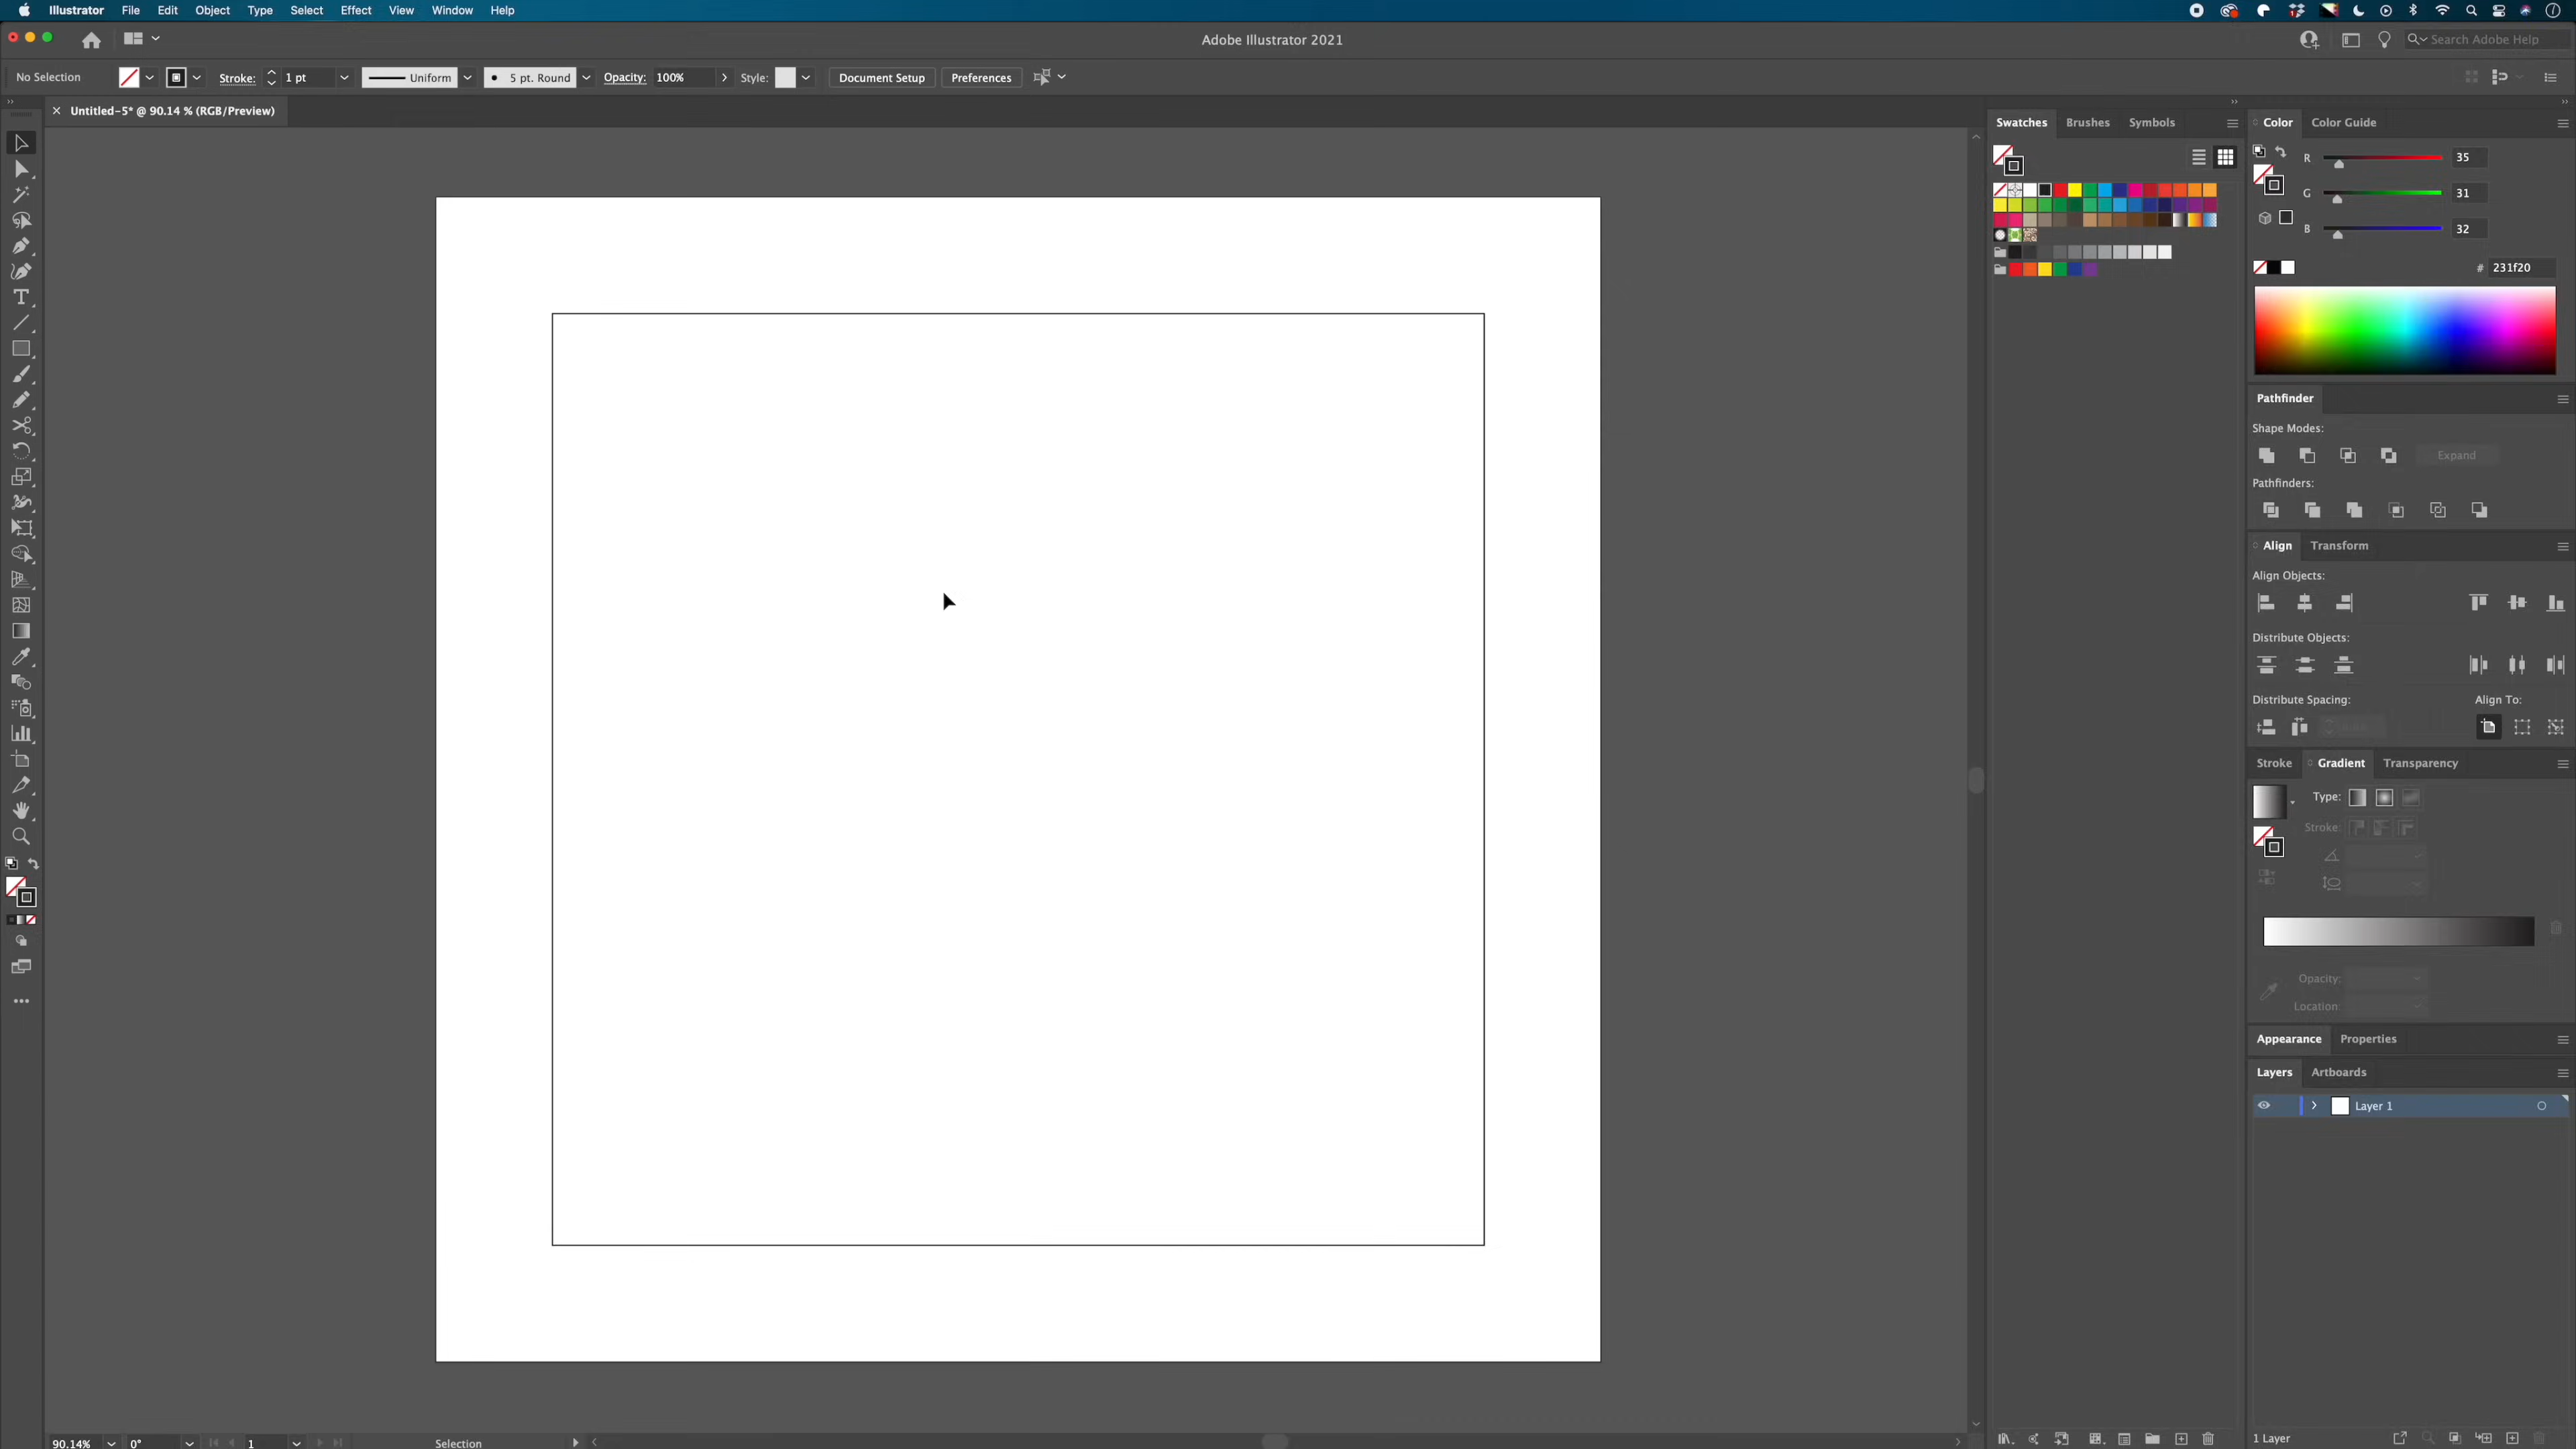 Illustrator File Edit Object Type Select Effect View Window Help
Adobe Illustrator 2021
Search Adobe Help
No Selection Stroke: 1 pt Uniform 5 pt. Round Opacity: 100% Style: Document Setup Preferences
Untitled-5* @ 90.14 % (RGB/Preview)
Swatches Brushes Symbols
Color Color Guide
R 35
G 31
B 32
# 231f20
Pathfinder
Shape Modes:
Expand
Pathfinders:
Align Transform
Align Objects:
Distribute Objects:
Distribute Spacing: Align To:
Stroke Gradient Transparency
Type:
Stroke:
Opacity:
Location:
Appearance Properties
Layers Artboards
Layer 1
90.14% 0° 1 Selection
1 Layer